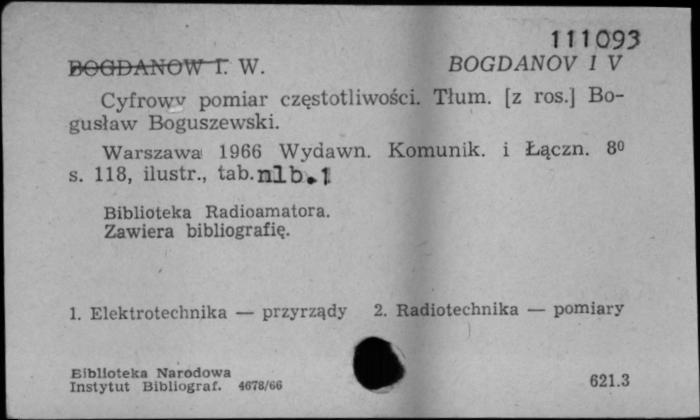 111093
BOGDANOW I. W. BOGDANOV I V
Cyfrowy pomiar częstotliwości. Tłum. [z ros.] Bo-
gusław Boguszewski.
Warszawa 1966 Wydawn. Komunik. i Łączn. 8º
s. 118, ilustr., tab. nlb. 1
Biblioteka Radioamatora.
Zawiera bibliografię.
1. Elektrotechnika — przyrządy 2. Radiotechnika — pomiary
Biblioteka Narodowa
Instytut Bibliograf. 4678/66 621.3